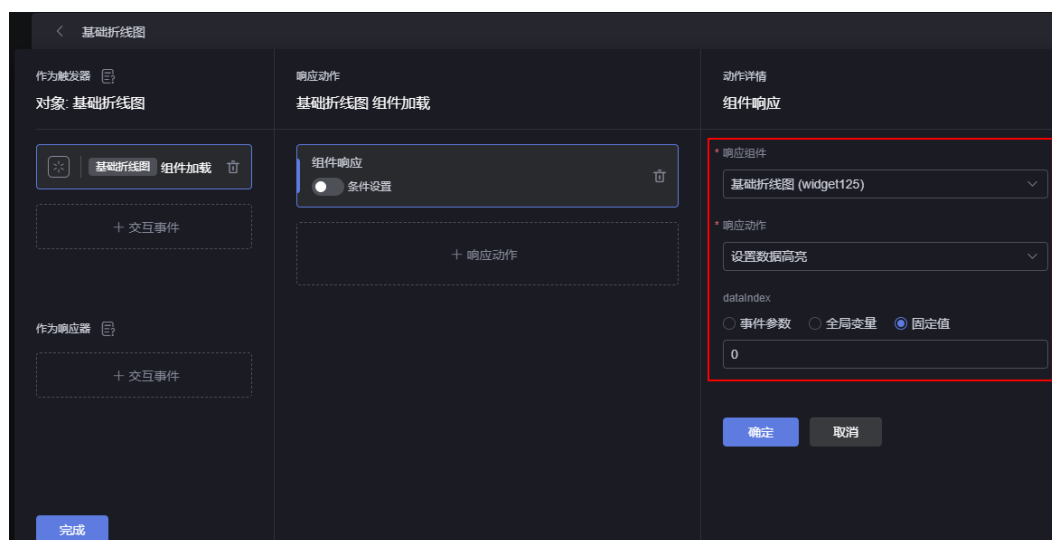 基础折线图
作为触发器
对象: 基础折线图
基础折线图 组件加载
+ 交互事件
作为响应器
+ 交互事件
完成
响应动作
基础折线图 组件加载
组件响应
条件设置
+ 响应动作
动作详情
组件响应
* 响应组件
基础折线图 (widget125)
* 响应动作
设置数据高亮
dataIndex
事件参数 全局变量 固定值
0
确定 取消